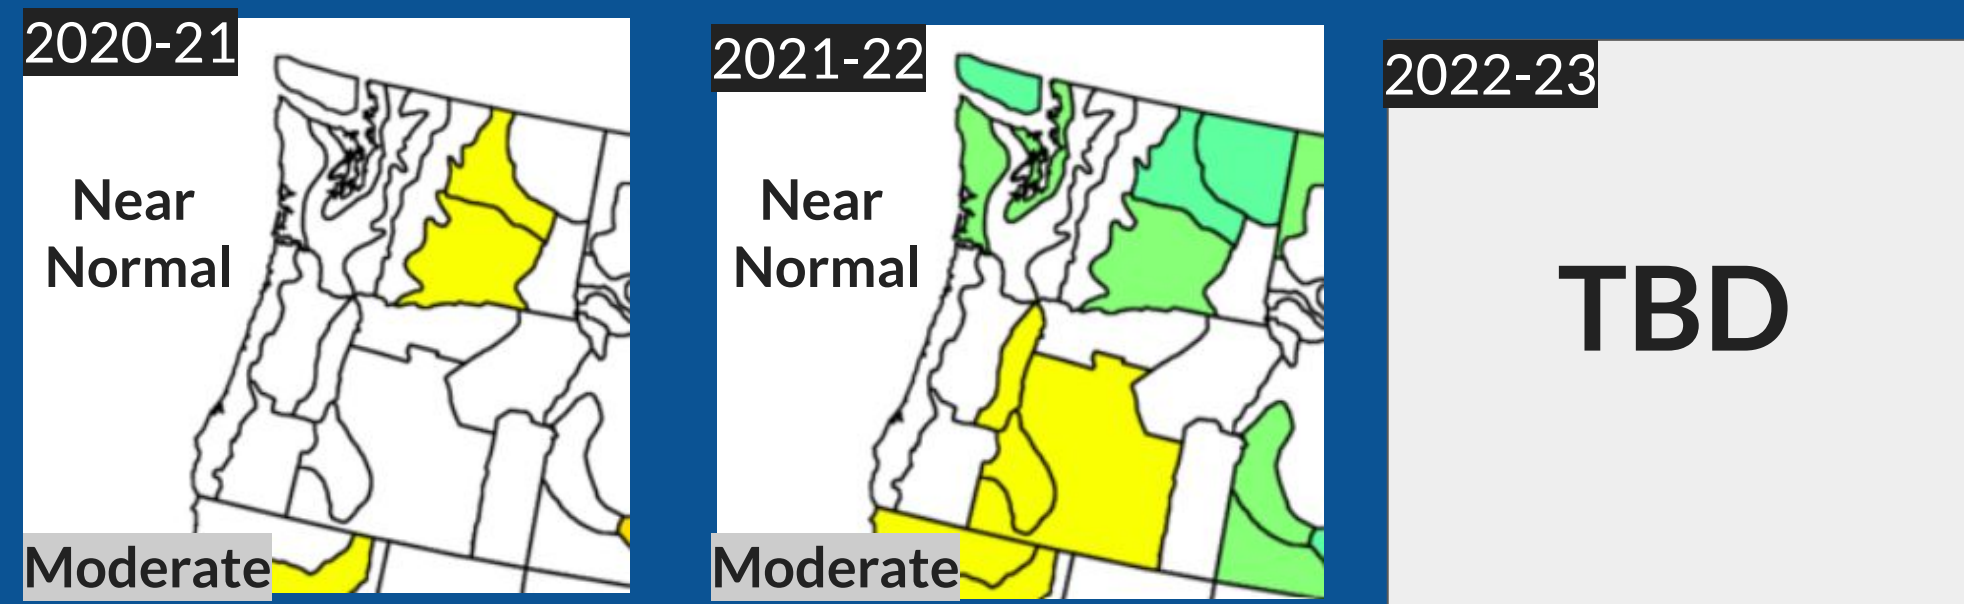 2020-21
Near
Normal
Moderate
2021-22
Near
Normal
Moderate
2022-23
TBD